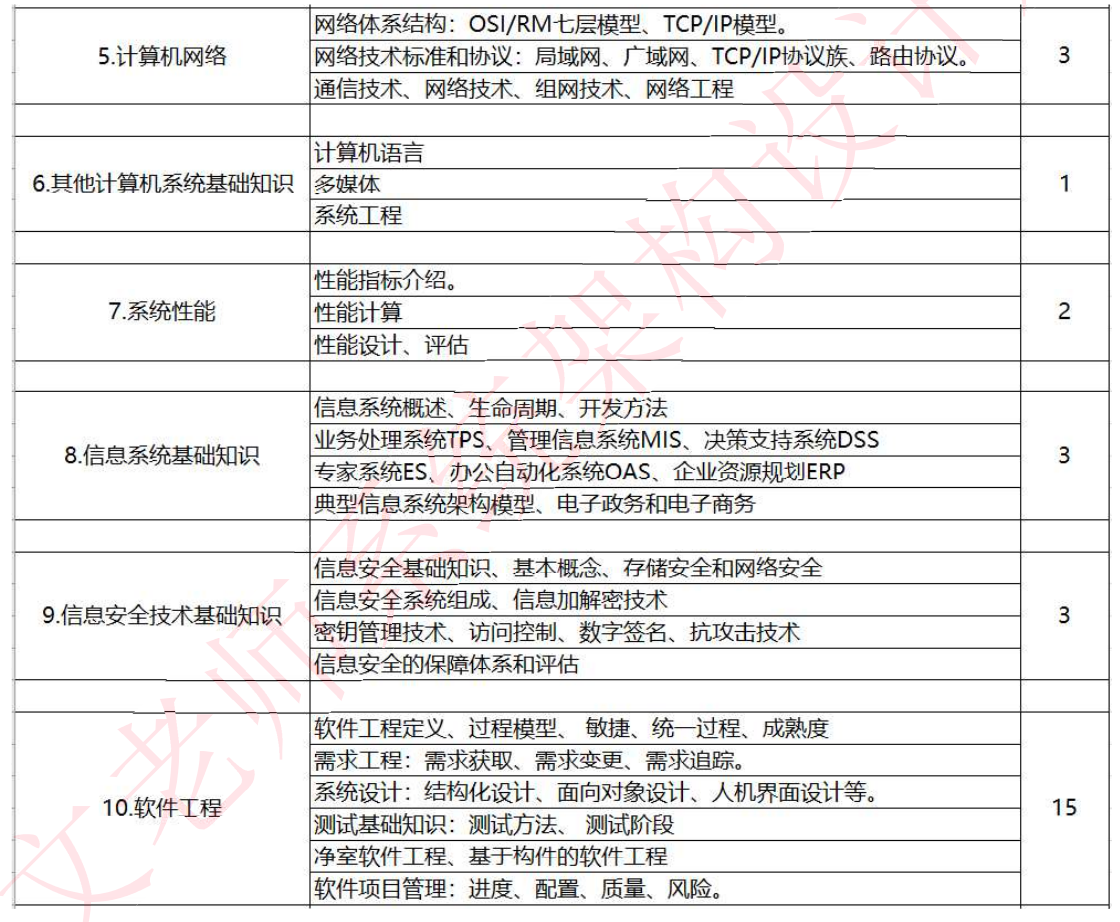 5.计算机网络
网络体系结构：OSI/RM七层模型、TCP/IP模型。
网络技术标准和协议：局域网、广域网、TCP/IP协议族、路由协议。
通信技术、网络技术、组网技术、网络工程
3
6.其他计算机系统基础知识
计算机语言
多媒体
系统工程
1
7.系统性能
性能指标介绍。
性能计算
性能设计、评估
2
8.信息系统基础知识
信息系统概述、生命周期、开发方法
业务处理系统TPS、管理信息系统MIS、决策支持系统DSS
专家系统ES、办公自动化系统OAS、企业资源规划ERP
典型信息系统架构模型、电子政务和电子商务
3
9.信息安全技术基础知识
信息安全基础知识、基本概念、存储安全和网络安全
信息安全系统组成、信息加解密技术
密钥管理技术、访问控制、数字签名、抗攻击技术
信息安全的保障体系和评估
3
10.软件工程
软件工程定义、过程模型、 敏捷、统一过程、成熟度
需求工程：需求获取、需求变更、需求追踪。
系统设计：结构化设计、面向对象设计、人机界面设计等。
测试基础知识：测试方法、 测试阶段
净室软件工程、基于构件的软件工程
软件项目管理：进度、配置、质量、风险。
15
文老师系统架构设计